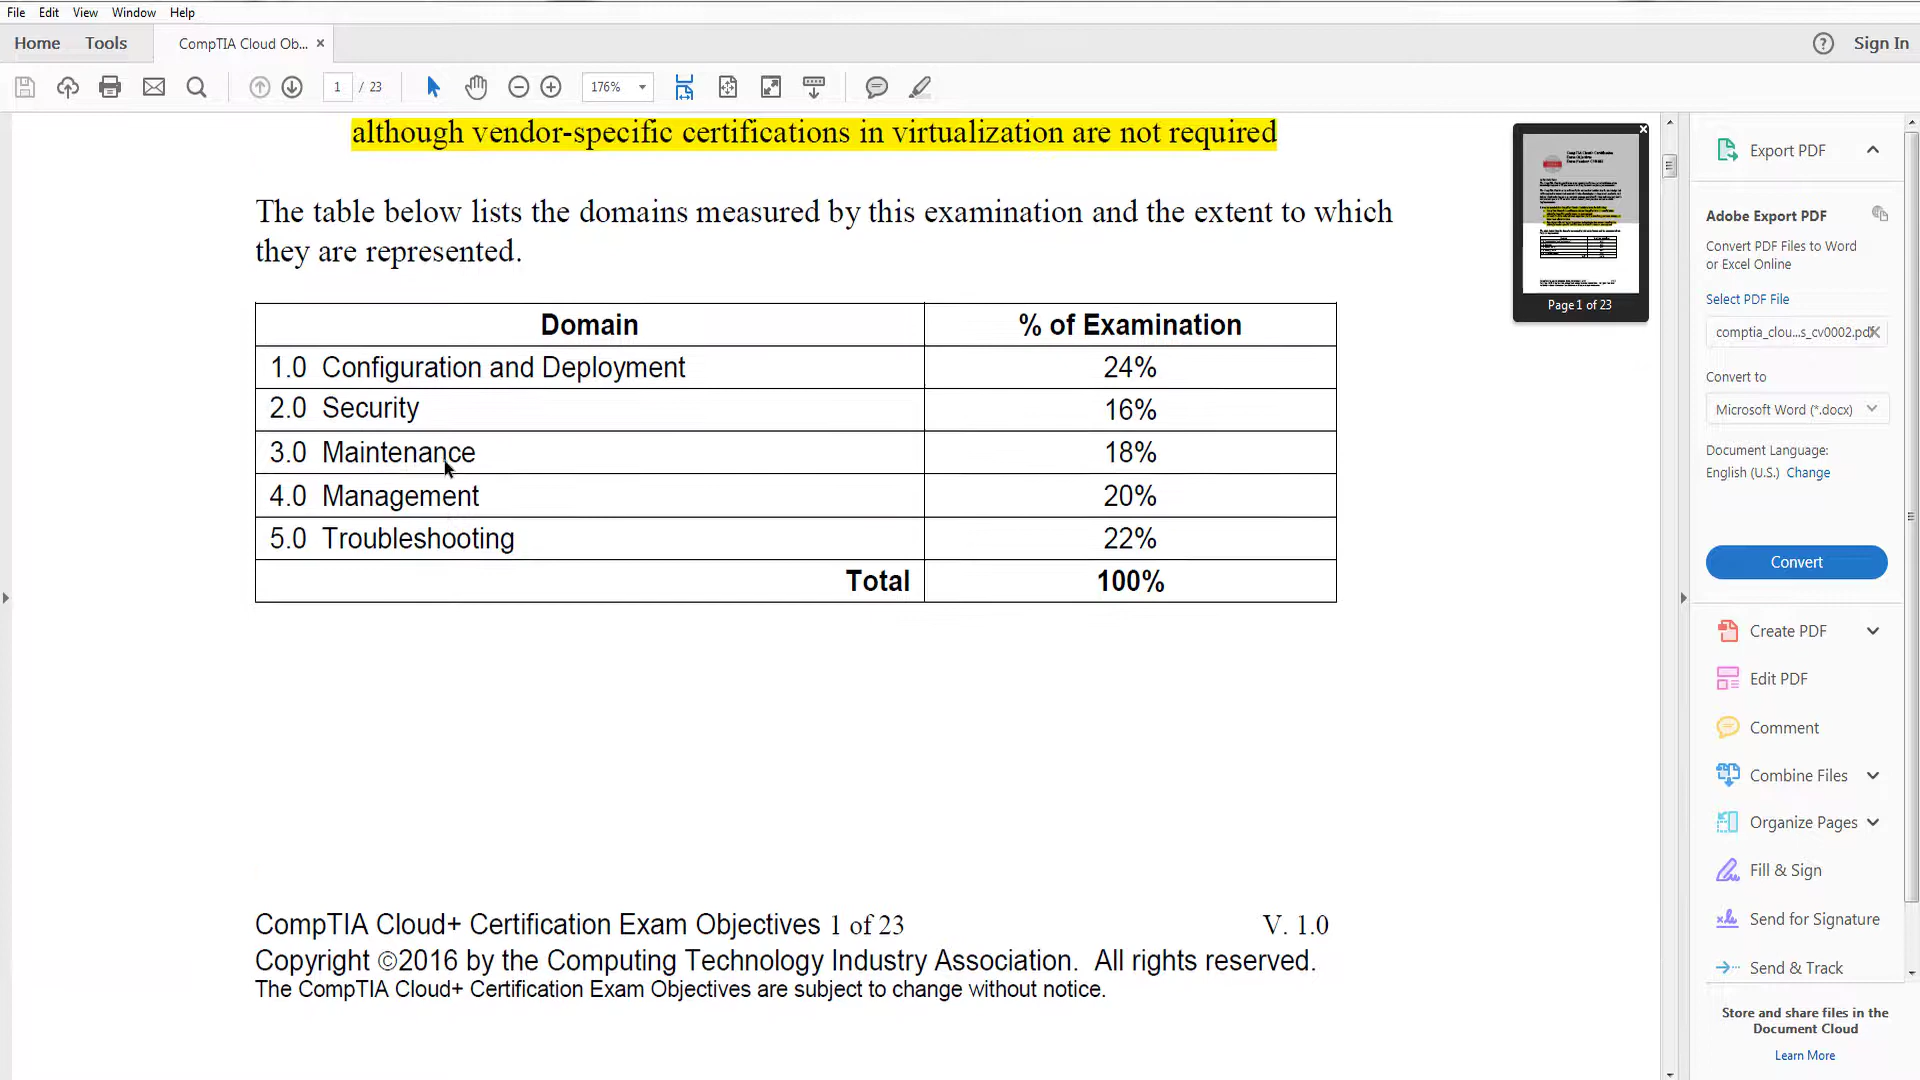 File Edit View Window Help
Home Tools CompTIA Cloud Ob... × Sign In
1 / 23 176%
although vendor-specific certifications in virtualization are not required
The table below lists the domains measured by this examination and the extent to which
they are represented.
Domain % of Examination
1.0 Configuration and Deployment 24%
2.0 Security 16%
3.0 Maintenance 18%
4.0 Management 20%
5.0 Troubleshooting 22%
Total 100%
CompTIA Cloud+ Certification Exam Objectives 1 of 23 V. 1.0
Copyright ©2016 by the Computing Technology Industry Association. All rights reserved.
The CompTIA Cloud+ Certification Exam Objectives are subject to change without notice.
Page 1 of 23
Export PDF
Adobe Export PDF
Convert PDF Files to Word
or Excel Online
Select PDF File
comptia_clou...s_cv0002.pdf
Convert to
Microsoft Word (*.docx)
Document Language:
English (U.S.) Change
Convert
Create PDF
Edit PDF
Comment
Combine Files
Organize Pages
Fill & Sign
Send for Signature
Send & Track
Store and share files in the
Document Cloud
Learn More